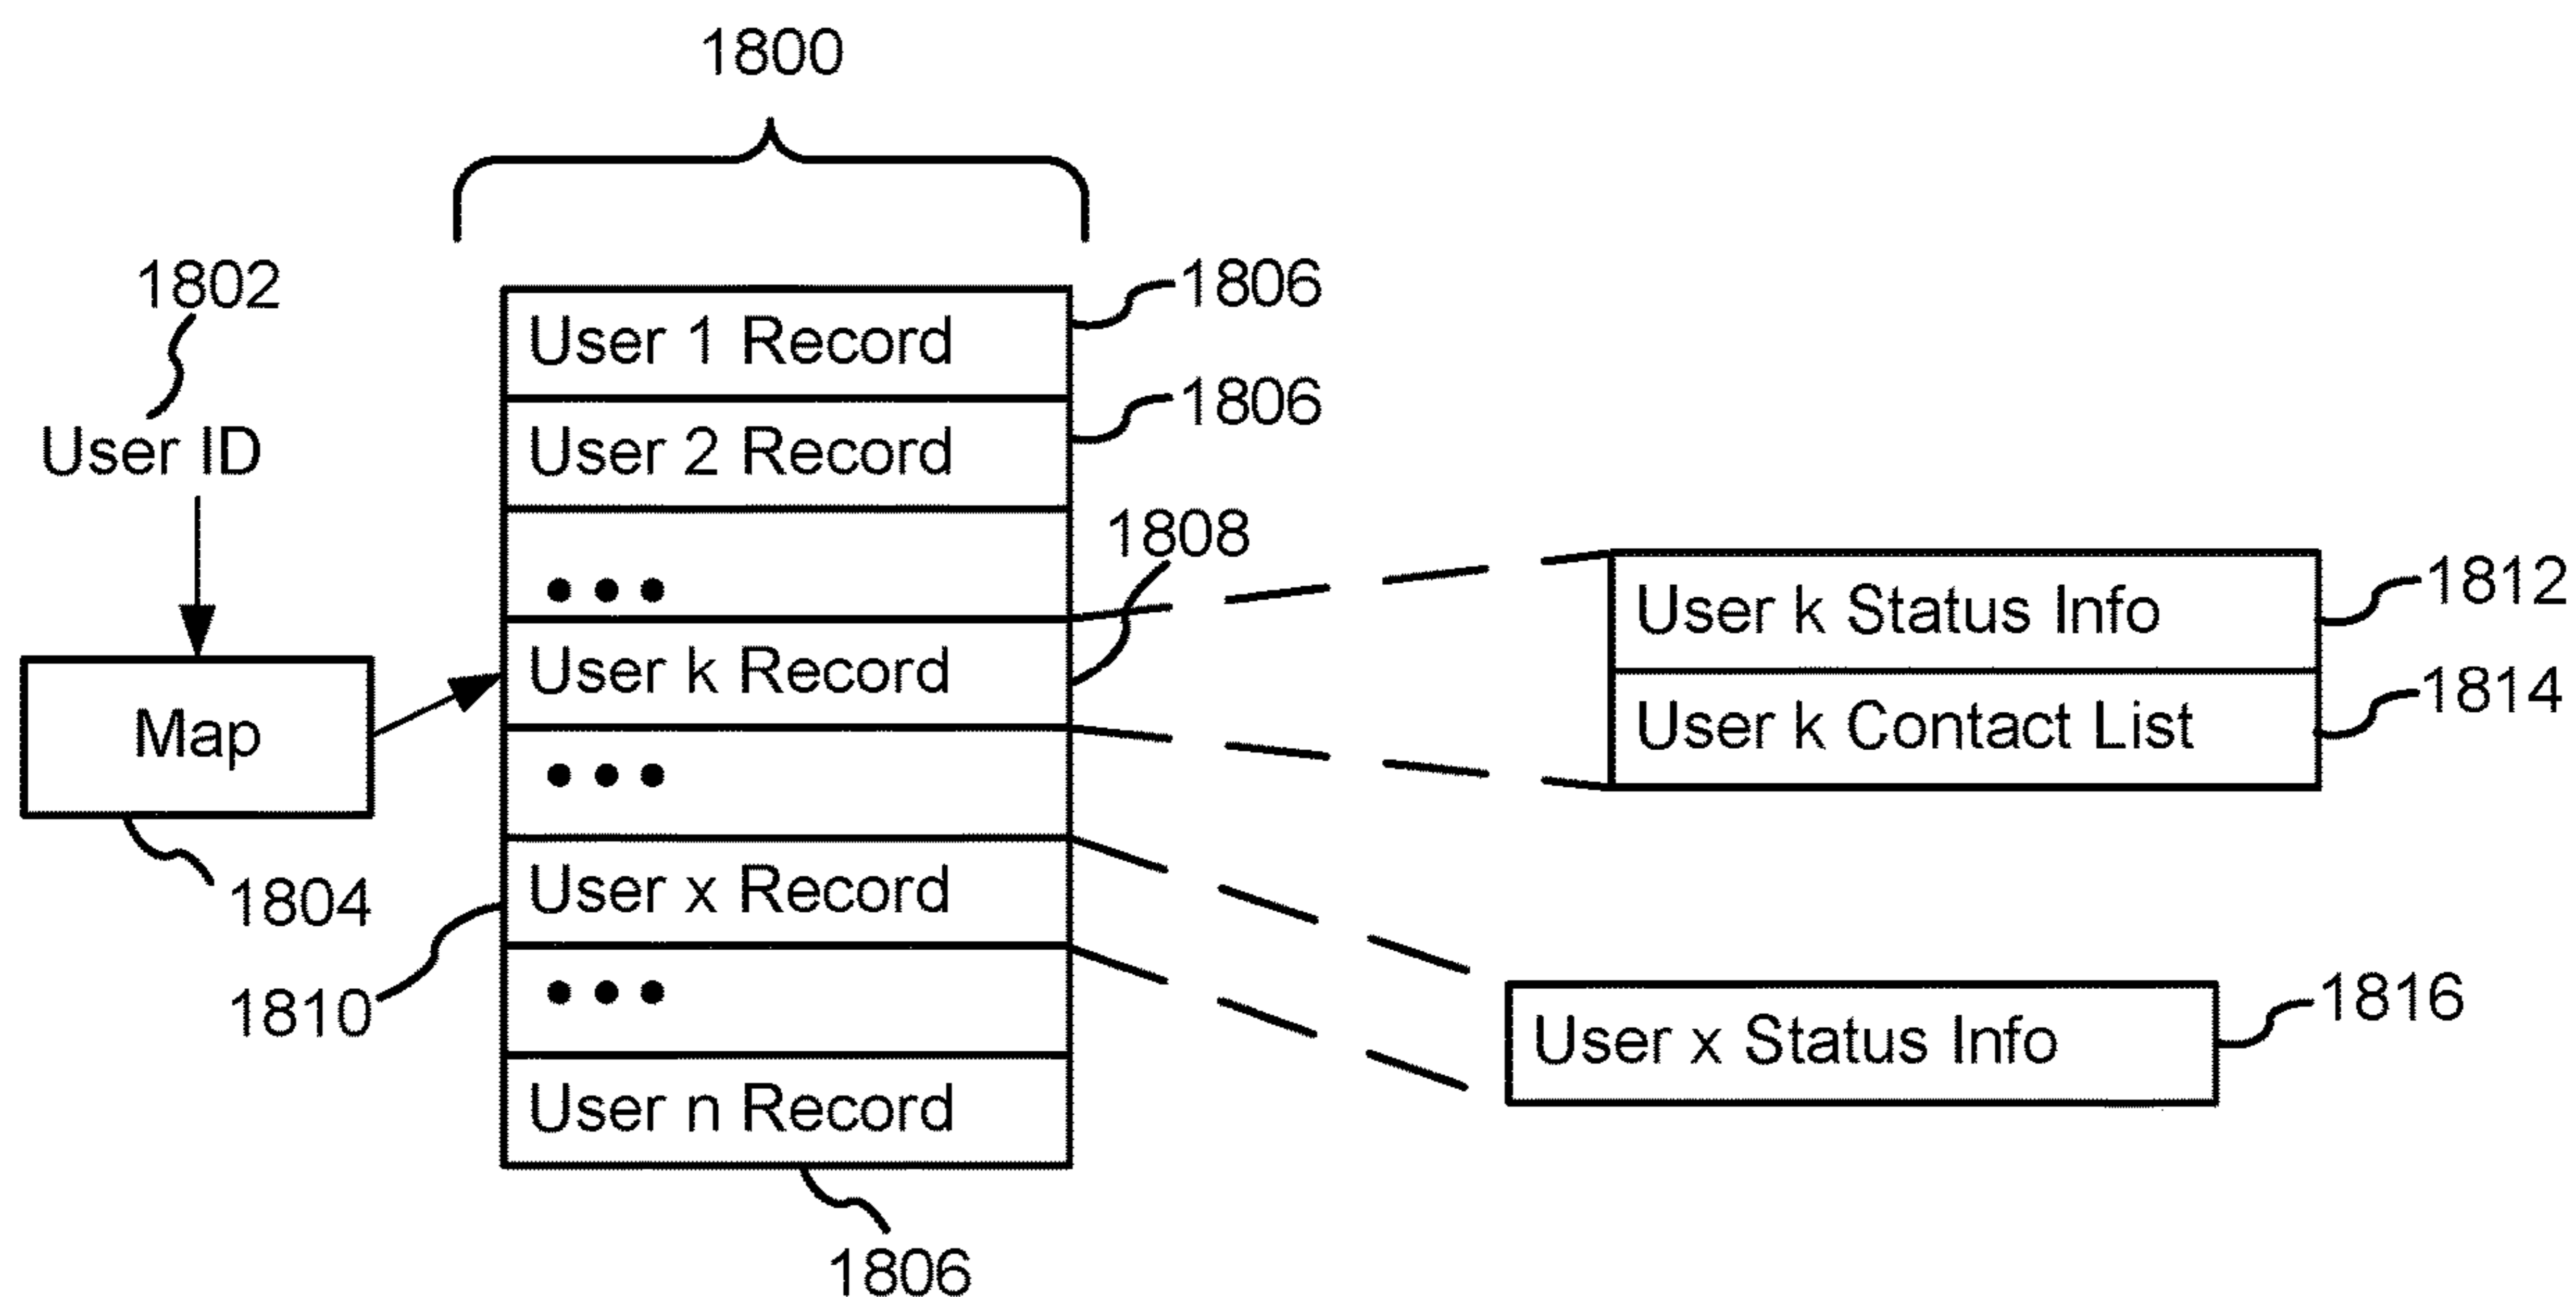 1800
1802
User ID
Map
1804
User 1 Record
1806
User 2 Record
1806
•••
1808
User k Record
•••
User x Record
1810
•••
User n Record
1806
User k Status Info
1812
User k Contact List
1814
User x Status Info
1816